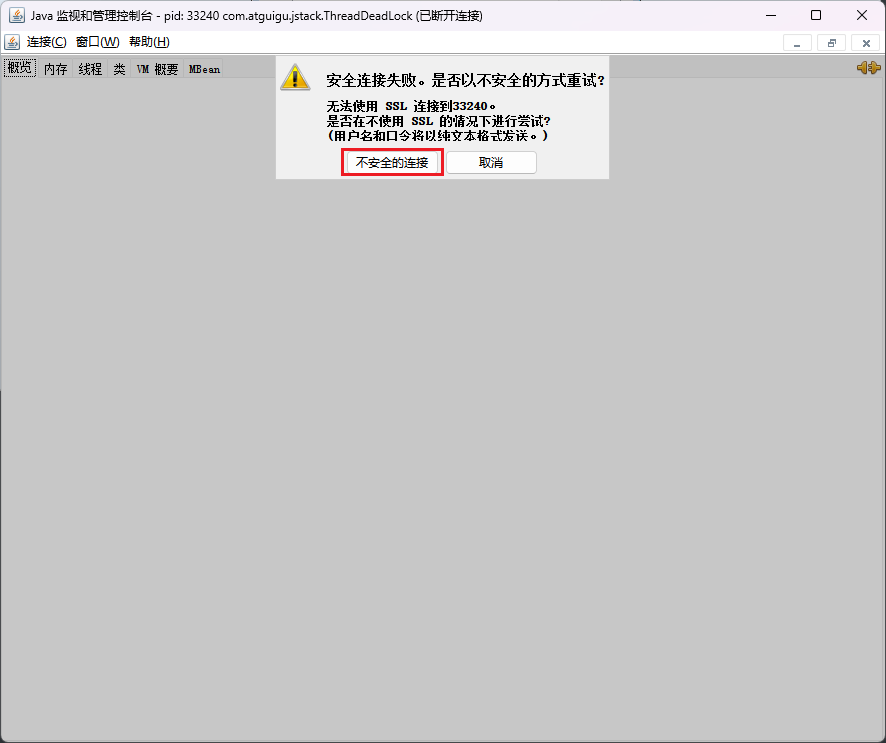 Java 监视和管理控制台 - pid: 33240 com.atguigu.jstack.ThreadDeadLock (已断开连接)
连接(C) 窗口(W) 帮助(H)
概览 内存 线程 类 VM 概要 MBean
安全连接失败。是否以不安全的方式重试?
无法使用 SSL 连接到33240。
是否在不使用 SSL 的情况下进行尝试?
(用户名和口令将以纯文本格式发送。)
不安全的连接 取消